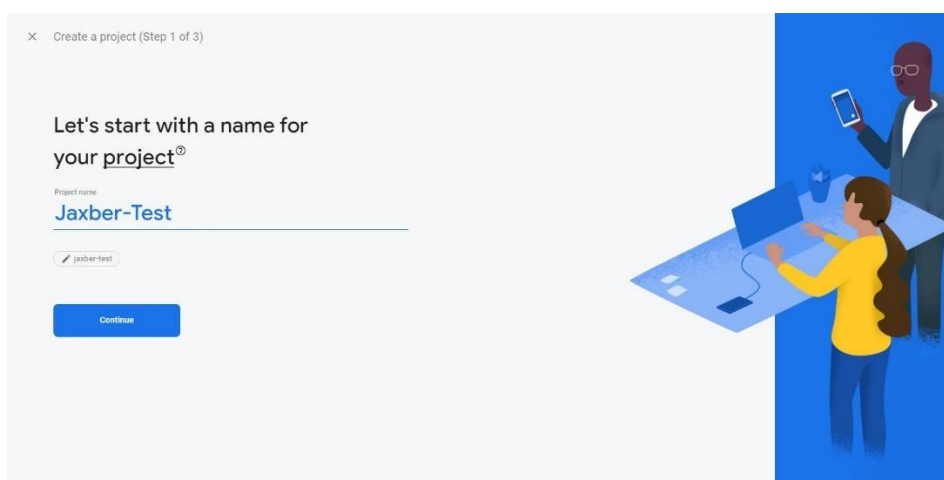 Create a project (Step 1 of 3)
Let's start with a name for
your project
Project name
Jaxber-Test
jaxber-test
Continue